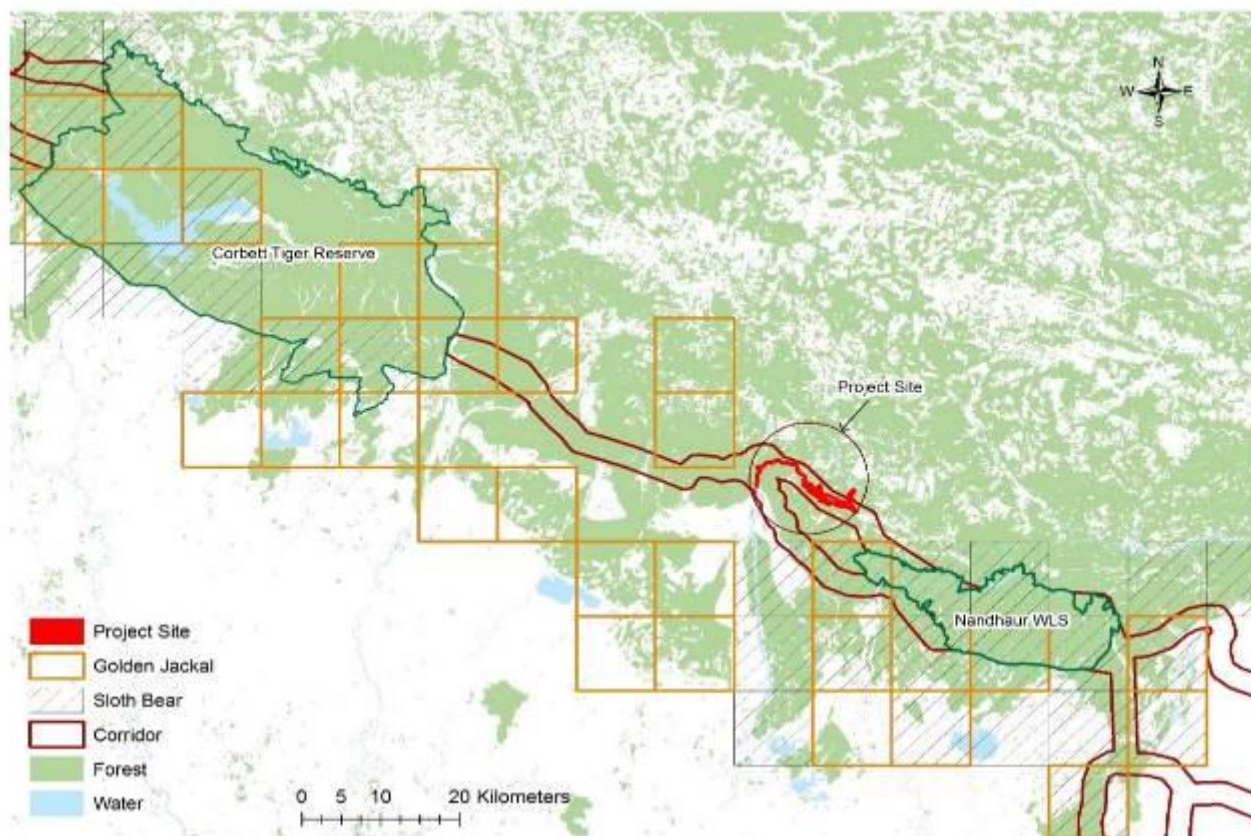 N
W E
S
Corbett Tiger Reserve
Project Site
Nandhaur WLS
Project Site
Golden Jackal
Sloth Bear
Corridor
Forest
Water
0 5 10 20 Kilometers